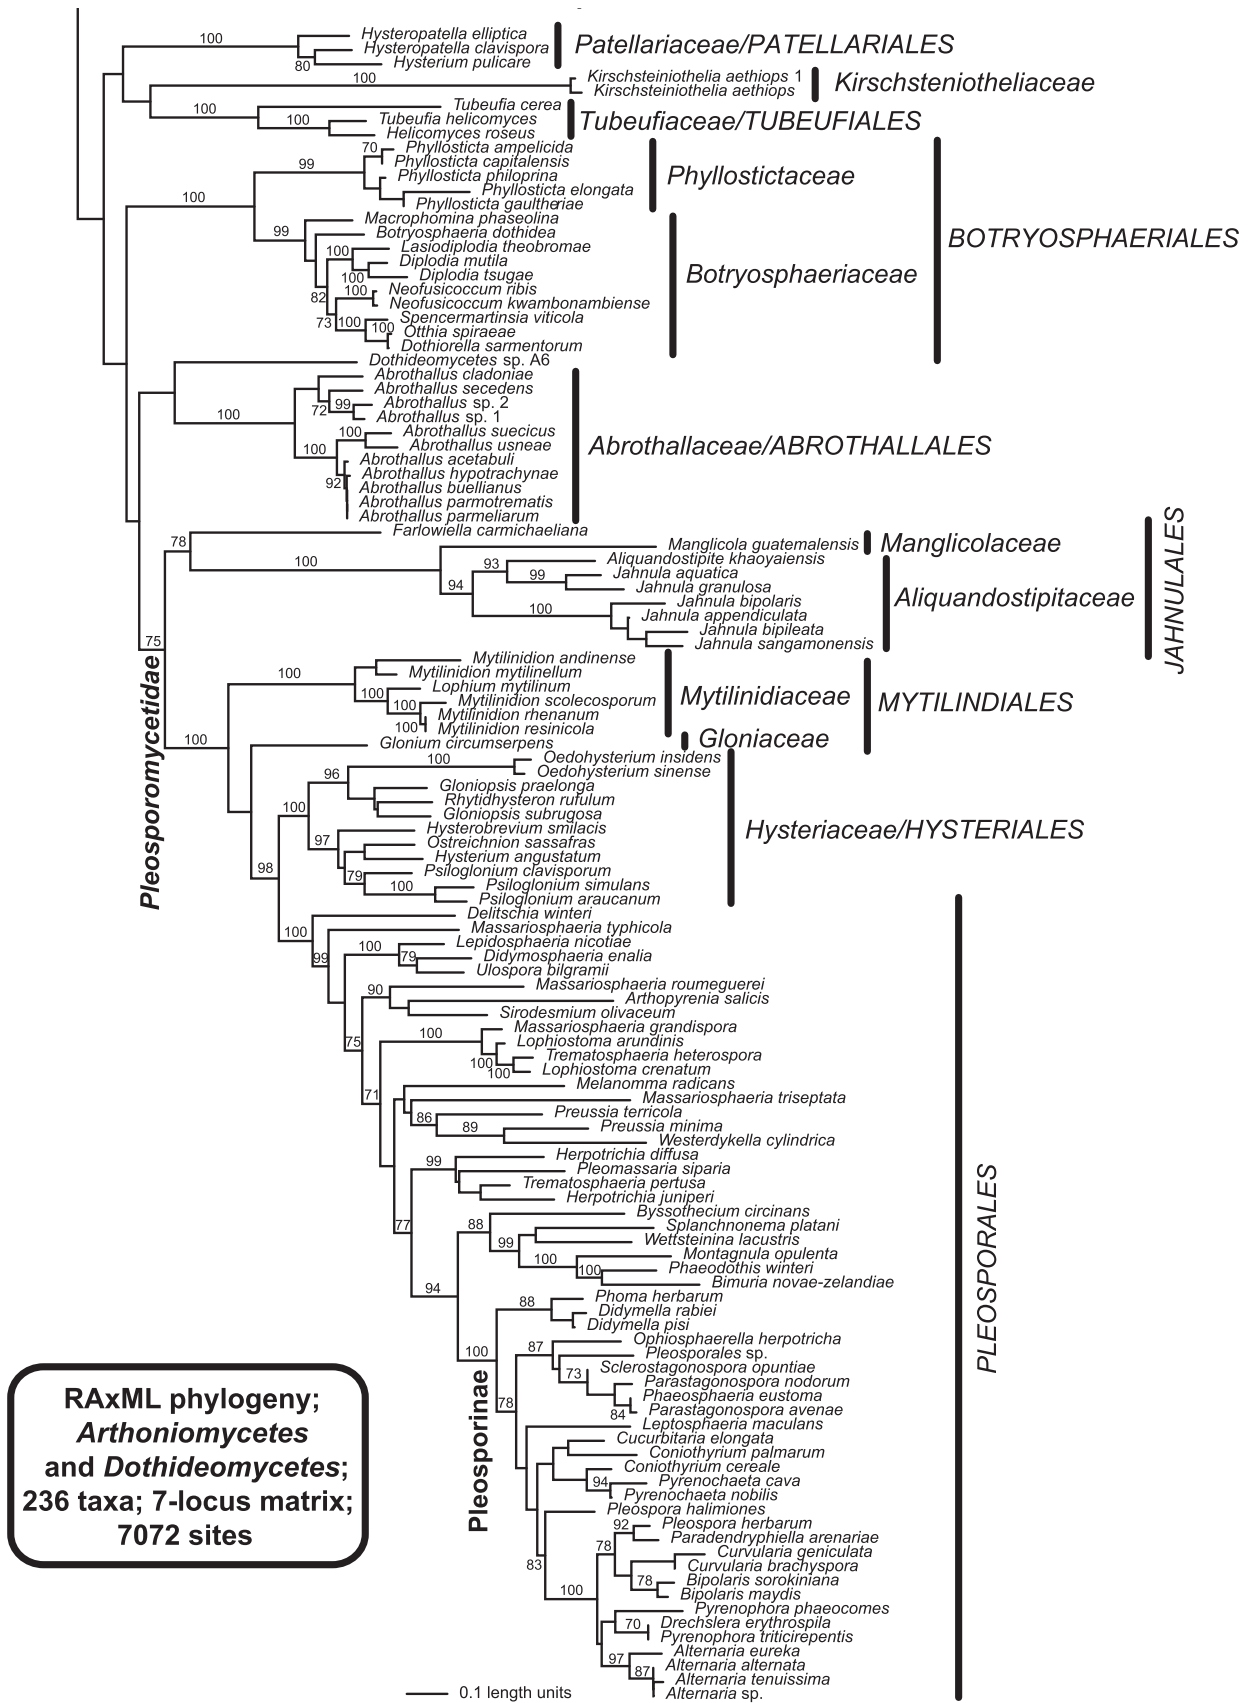 100
Hysteropatella elliptica
Hysteropatella clavispora
80
Hysterium pulicare
Patellariaceae/PATELLARIALES
100
Kirschsteiniothelia aethiops 1
Kirschsteiniothelia aethiops
Kirschsteniotheliaceae
100
Tubeufia cerea
100
Tubeufia helicomyces
Helicomyces roseus
Tubeufiaceae/TUBEUFIALES
100
99
70
Phyllosticta ampelicida
Phyllosticta capitalensis
Phyllosticta philoprina
Phyllosticta elongata
Phyllosticta gaultheriae
Phyllostictaceae
99
Macrophomina phaseolina
Botryosphaeria dothidea
100
Lasiodiplodia theobromae
Diplodia mutila
100
Diplodia tsugae
82
100
Neofusicoccum ribis
Neofusicoccum kwambonambiense
73
100
Spencermartinsia viticola
100
Otthia spiraeae
Dothiorella sarmentorum
Botryosphaeriaceae
BOTRYOSPHAERIALES
Dothideomycetes sp. A6
100
Abrothallus cladoniae
Abrothallus secedens
72
99
Abrothallus sp. 2
Abrothallus sp. 1
100
100
Abrothallus suecicus
Abrothallus usneae
Abrothallus acetabuli
92
Abrothallus hypotrachynae
Abrothallus buellianus
Abrothallus parmotrematis
Abrothallus parmeliarum
Abrothallaceae/ABROTHALLALES
75
Pleosporomycetidae
78
Farlowiella carmichaeliana
100
Manglicola guatemalensis
Manglicolaceae
94
93
Aliquandostipite khaoyaiensis
99
Jahnula aquatica
Jahnula granulosa
100
Jahnula bipolaris
Jahnula appendiculata
Jahnula bipileata
Jahnula sangamonensis
Aliquandostipitaceae
JAHNULALES
100
100
Mytilinidion andinense
Mytilinidion mytilinellum
100
Lophium mytilinum
100
Mytilinidion scolecosporum
Mytilinidion rhenanum
100
Mytilinidion resinicola
Mytilinidiaceae
Glonium circumserpens
Gloniaceae
MYTILINDIALES
98
100
96
100
Oedohysterium insidens
Oedohysterium sinense
Gloniopsis praelonga
Rhytidhysteron rufulum
Gloniopsis subrugosa
97
Hysterobrevium smilacis
Ostreichnion sassafras
Hysterium angustatum
79
Psiloglonium clavisporum
100
Psiloglonium simulans
Psiloglonium araucanum
Hysteriaceae/HYSTERIALES
100
Delitschia winteri
99
Massariosphaeria typhicola
100
Lepidosphaeria nicotiae
79
Didymosphaeria enalia
Ulospora bilgramii
75
90
Massariosphaeria roumeguerei
Arthopyrenia salicis
Sirodesmium olivaceum
71
100
Massariosphaeria grandispora
100
Lophiostoma arundinis
100
Trematosphaeria heterospora
Lophiostoma crenatum
Melanomma radicans
Massariosphaeria triseptata
86
Preussia terricola
89
Preussia minima
Westerdykella cylindrica
77
99
Herpotrichia diffusa
Pleomassaria siparia
Trematosphaeria pertusa
Herpotrichia juniperi
94
88
Byssothecium circinans
99
Splanchnonema platani
Wettsteinina lacustris
100
Montagnula opulenta
100
Phaeodothis winteri
Bimuria novae-zelandiae
100
Pleosporinae
88
Phoma herbarum
Didymella rabiei
Didymella pisi
78
87
Ophiosphaerella herpotricha
Pleosporales sp.
73
Sclerostagonospora opuntiae
Parastagonospora nodorum
Phaeosphaeria eustoma
84
Parastagonospora avenae
Leptosphaeria maculans
Cucurbitaria elongata
Coniothyrium palmarum
Coniothyrium cereale
94
Pyrenochaeta cava
Pyrenochaeta nobilis
83
Pleospora halimiones
100
78
92
Pleospora herbarum
Paradendryphiella arenariae
Curvularia geniculata
Curvularia brachyspora
78
Bipolaris sorokiniana
Bipolaris maydis
Pyrenophora phaeocomes
70
Drechslera erythrospila
Pyrenophora triticirepentis
97
Alternaria eureka
87
Alternaria alternata
Alternaria tenuissima
Alternaria sp.
PLEOSPORALES
RAxML phylogeny;
Arthoniomycetes
and Dothideomycetes;
236 taxa; 7-locus matrix;
7072 sites
0.1 length units